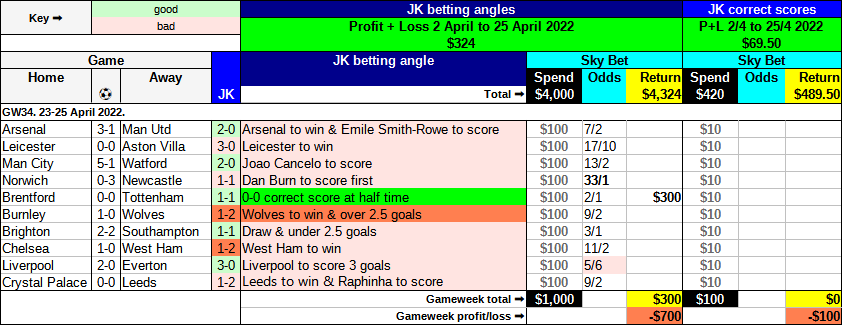 Key ➡ good JK betting angles JK correct scores
bad Profit + Loss 2 April to 25 April 2022 P+L 2/4 to 25/4 2022
$324 $69.50
Game JK betting angle Sky Bet Sky Bet
Home Away Spend Odds Return Spend Odds Return
JK Total ➡ $4,000 $4,324 $420 $489.50
GW34. 23-25 April 2022.
Arsenal 3-1 Man Utd 2-0 Arsenal to win & Emile Smith-Rowe to score $100 7/2 $10
Leicester 0-0 Aston Villa 3-0 Leicester to win $100 17/10 $10
Man City 5-1 Watford 2-0 Joao Cancelo to score $100 13/2 $10
Norwich 0-3 Newcastle 1-1 Dan Burn to score first $100 33/1 $10
Brentford 0-0 Tottenham 1-1 0-0 correct score at half time $100 2/1 $300 $10
Burnley 1-0 Wolves 1-2 Wolves to win & over 2.5 goals $100 9/2 $10
Brighton 2-2 Southampton 1-1 Draw & under 2.5 goals $100 3/1 $10
Chelsea 1-0 West Ham 1-2 West Ham to win $100 11/2 $10
Liverpool 2-0 Everton 3-0 Liverpool to score 3 goals $100 5/6 $10
Crystal Palace 0-0 Leeds 1-2 Leeds to win & Raphinha to score $100 9/2 $10
Gameweek total ➡ $1,000 $300 $100 $0
Gameweek profit/loss ➡ -$700 -$100